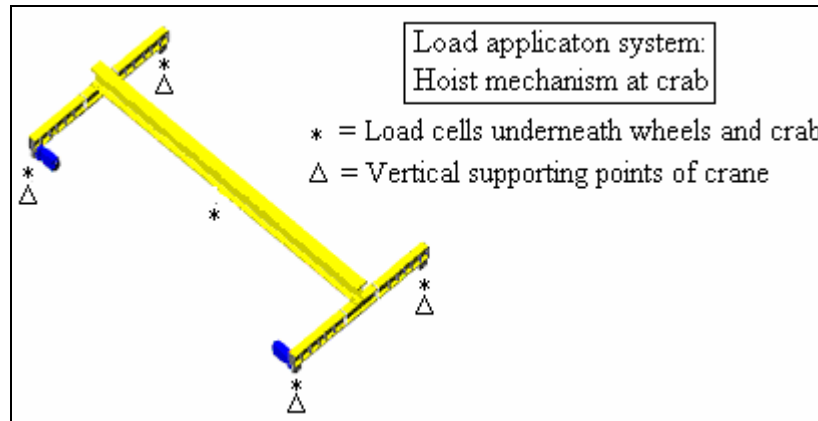 Load applicaton system:
Hoist mechanism at crab
* = Load cells underneath wheels and crab
Δ = Vertical supporting points of crane
*
Δ
*
Δ
*
*
Δ
*
Δ